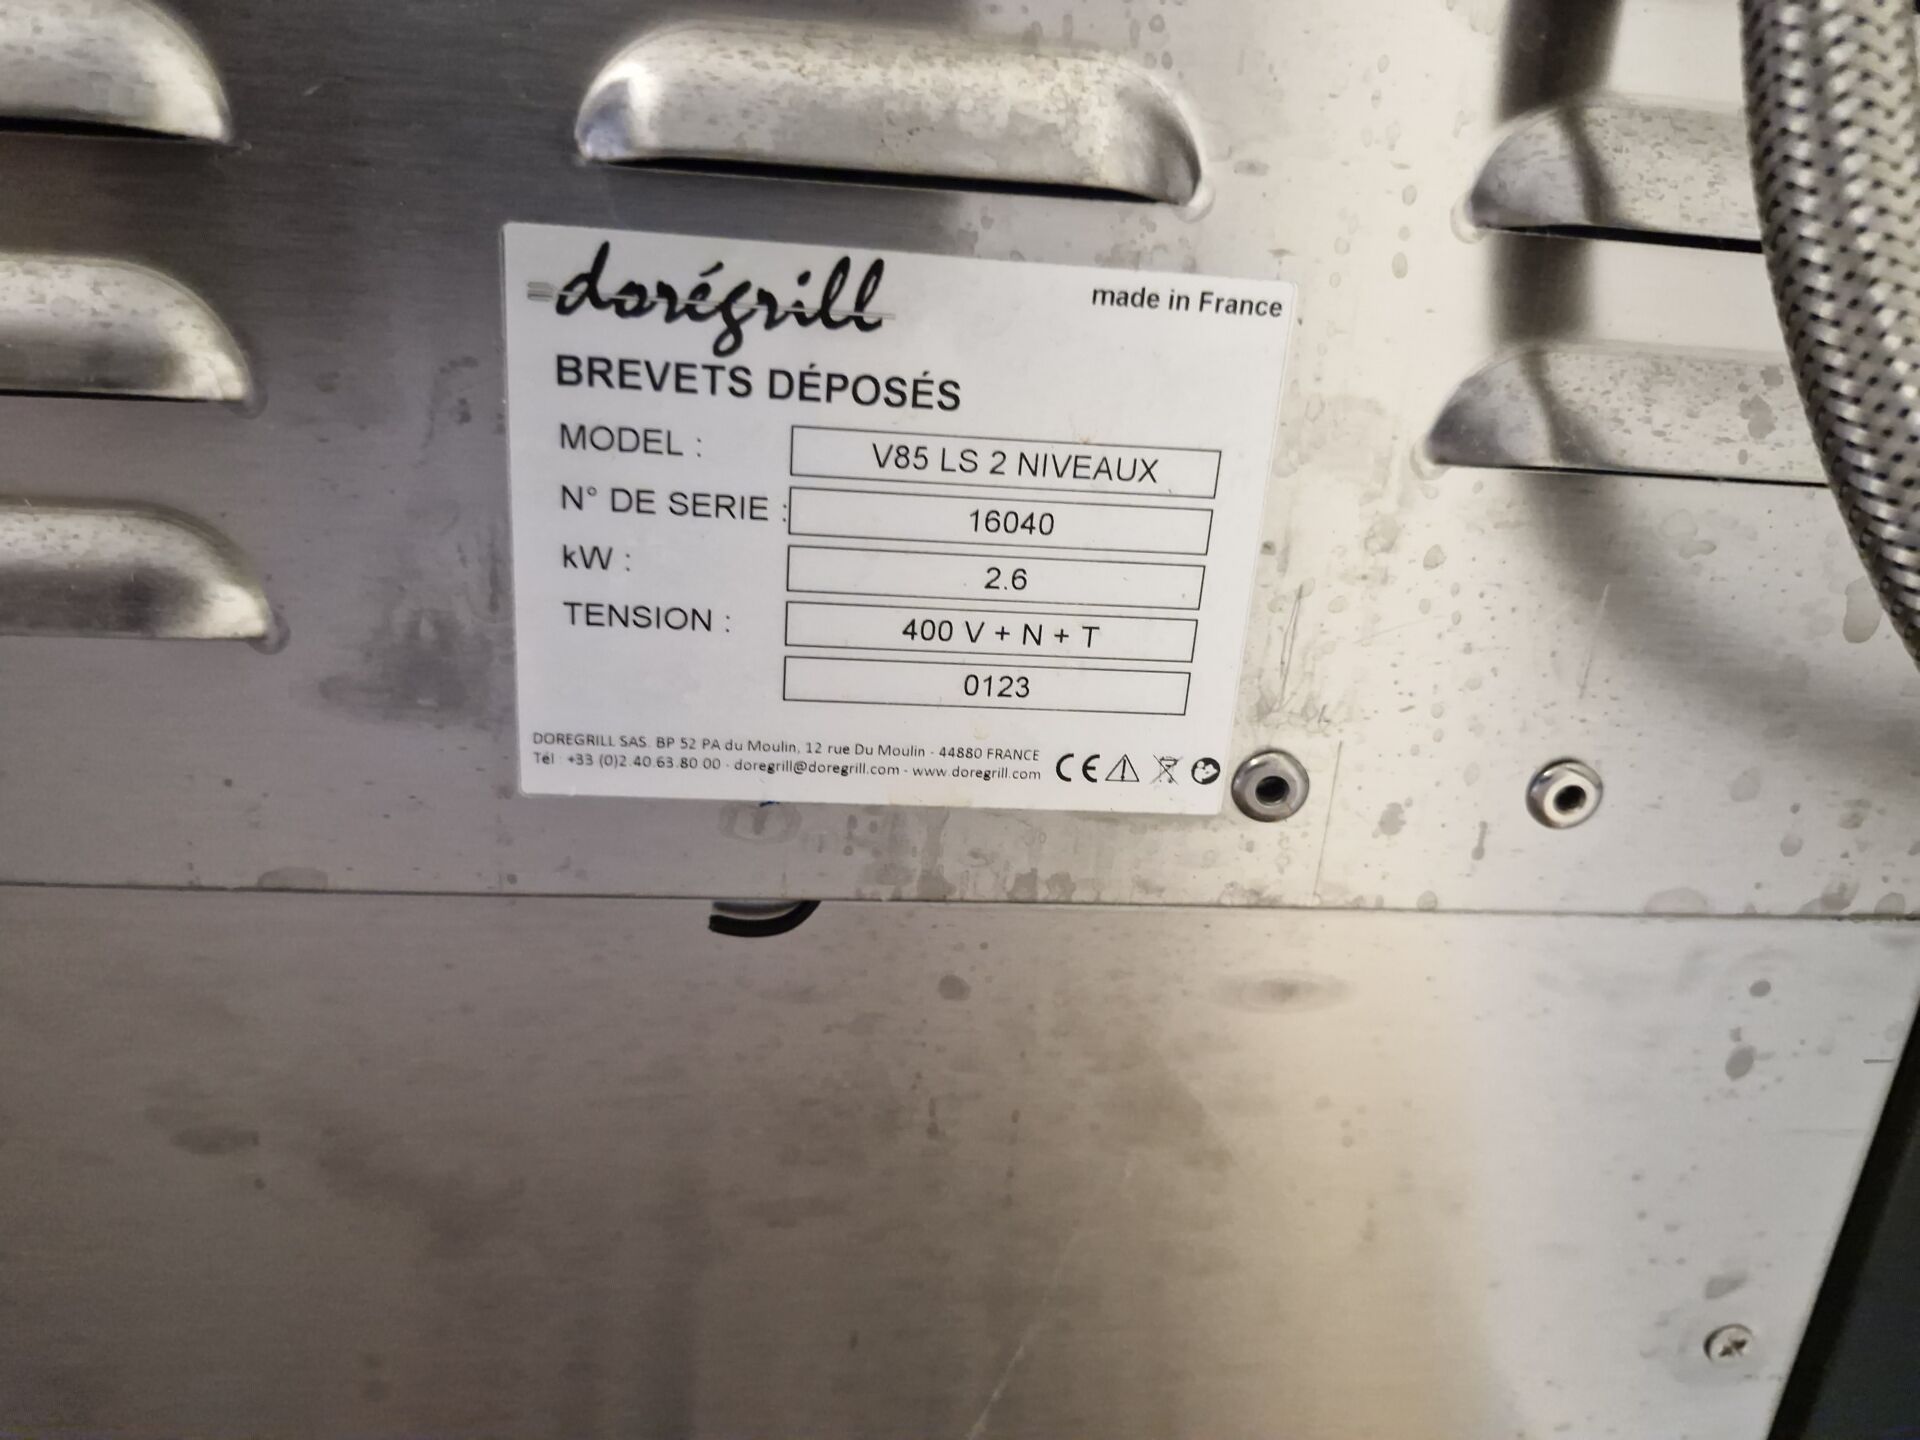 dorégrill
made in France
BREVETS DÉPOSÉS
MODEL : V85 LS 2 NIVEAUX
N° DE SERIE : 16040
kW : 2.6
TENSION : 400 V + N + T
0123
DOREGRILL SAS. BP 52 PA du Moulin, 12 rue Du Moulin - 44880 FRANCE
Tél : +33 (0)2.40.63.80 00 - doregrill@doregrill.com - www.doregrill.com
CE